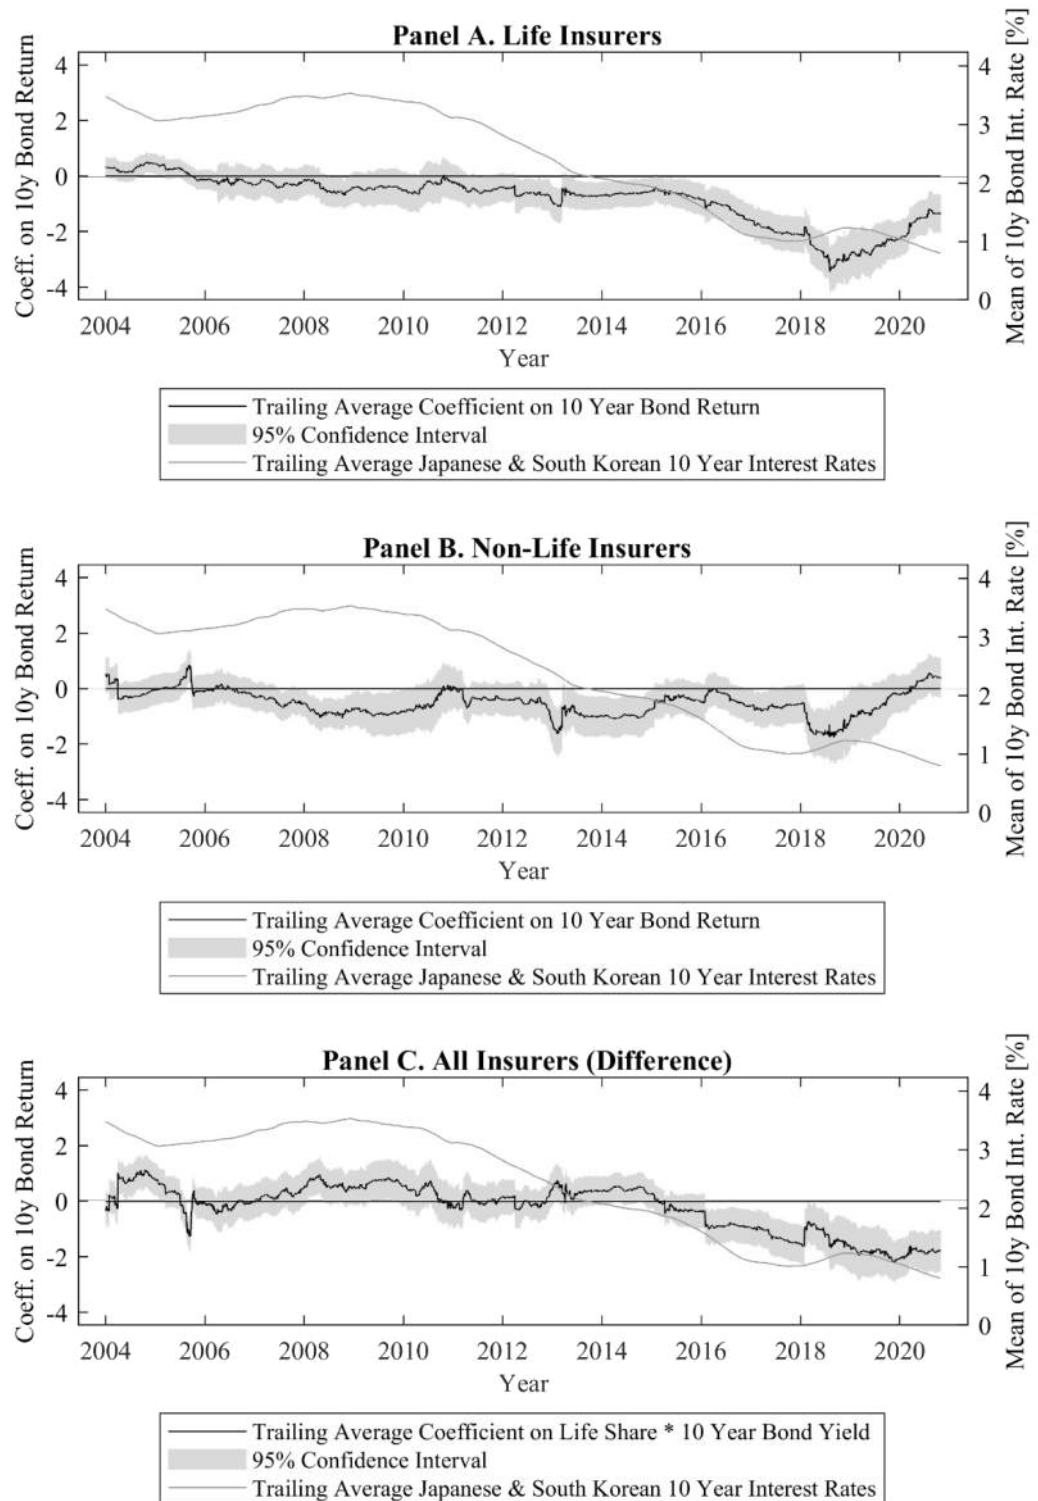 Panel A. Life Insurers
Coeff. on 10y Bond Return
4
2
0
-2
-4
Mean of 10y Bond Int. Rate [%]
4
3
2
1
0
2004 2006 2008 2010 2012 2014 2016 2018 2020
Year
Trailing Average Coefficient on 10 Year Bond Return
95% Confidence Interval
Trailing Average Japanese & South Korean 10 Year Interest Rates
Panel B. Non-Life Insurers
Coeff. on 10y Bond Return
4
2
0
-2
-4
Mean of 10y Bond Int. Rate [%]
4
3
2
1
0
2004 2006 2008 2010 2012 2014 2016 2018 2020
Year
Trailing Average Coefficient on 10 Year Bond Return
95% Confidence Interval
Trailing Average Japanese & South Korean 10 Year Interest Rates
Panel C. All Insurers (Difference)
Coeff. on 10y Bond Return
4
2
0
-2
-4
Mean of 10y Bond Int. Rate [%]
4
3
2
1
0
2004 2006 2008 2010 2012 2014 2016 2018 2020
Year
Trailing Average Coefficient on Life Share * 10 Year Bond Yield
95% Confidence Interval
Trailing Average Japanese & South Korean 10 Year Interest Rates